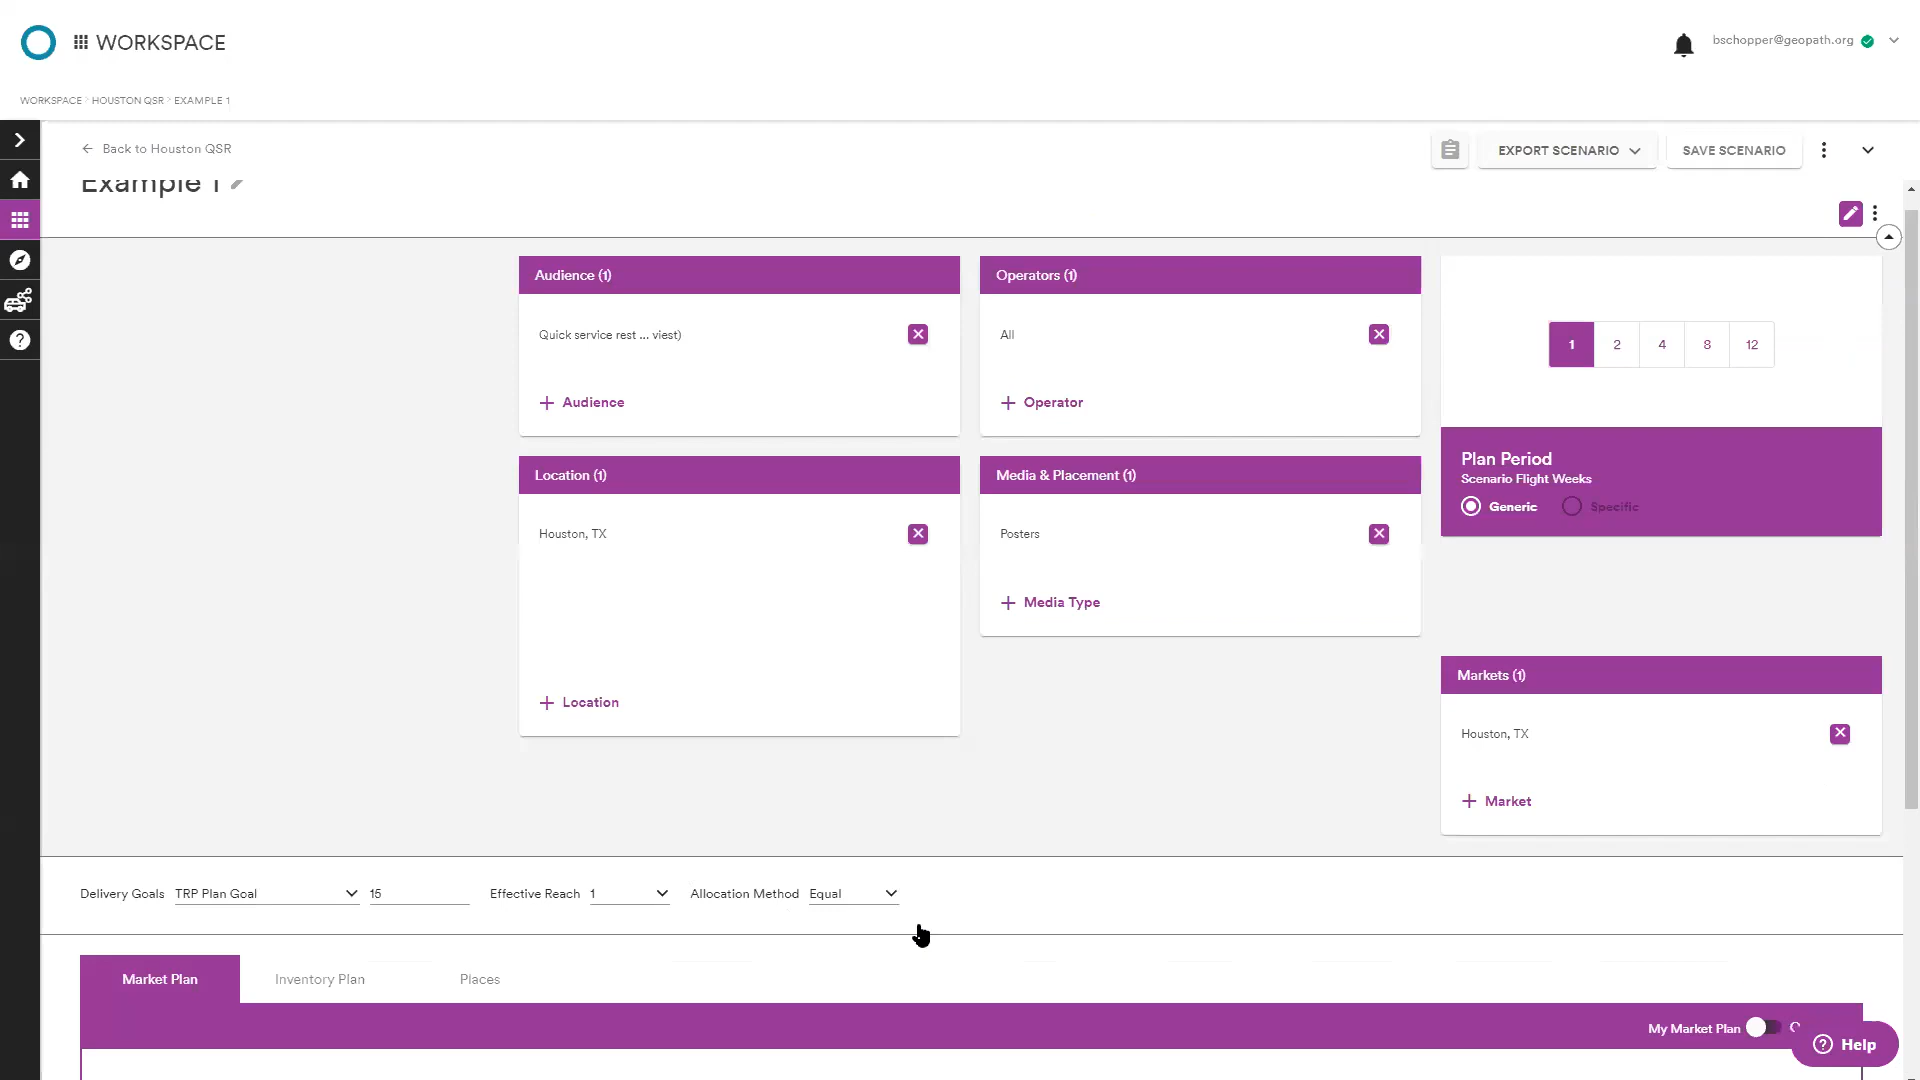 WORKSPACE
bschopper@geopath.org
WORKSPACE > HOUSTON QSR > EXAMPLE 1
Back to Houston QSR
EXPORT SCENARIO
SAVE SCENARIO
Example 1
Audience (1)
Quick service rest ... viest)
+ Audience
Operators (1)
All
+ Operator
1 2 4 8 12
Plan Period
Scenario Flight Weeks
Generic
Specific
Location (1)
Houston, TX
+ Location
Media & Placement (1)
Posters
+ Media Type
Markets (1)
Houston, TX
+ Market
Delivery Goals TRP Plan Goal 15 Effective Reach 1 Allocation Method Equal
Market Plan Inventory Plan Places
My Market Plan
? Help